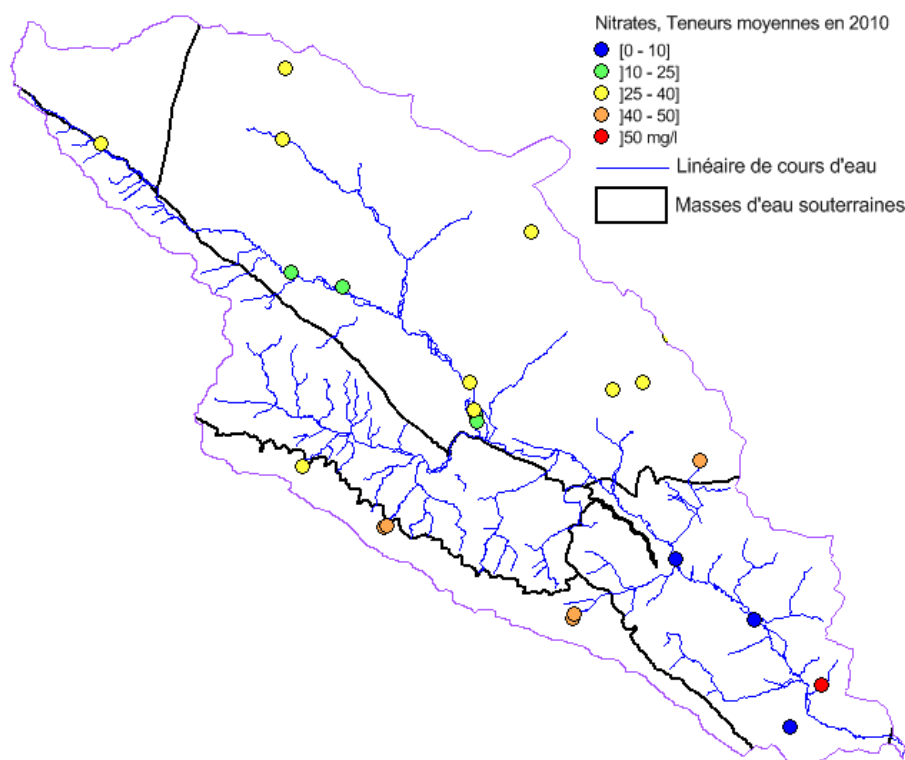 Nitrates, Teneurs moyennes en 2010
[0 - 10]
]10 - 25]
]25 - 40]
]40 - 50]
]50 mg/l
Linéaire de cours d'eau
Masses d'eau souterraines